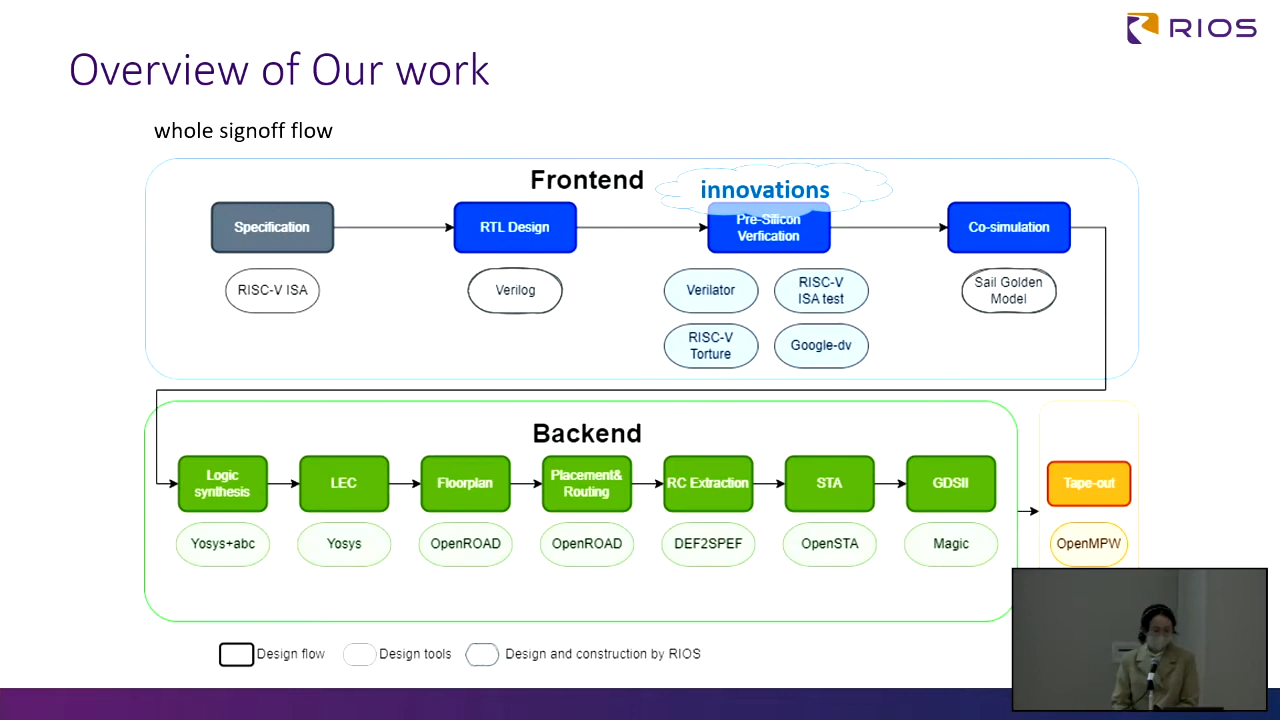 RIOS
Overview of Our work
whole signoff flow
Frontend
innovations
Specification
RTL Design
Pre-Silicon
Verfication
Co-simulation
RISC-V ISA
Verilog
Verilator
RISC-V
ISA test
Sail Golden
Model
RISC-V
Torture
Google-dv
Backend
Logic
synthesis
LEC
Floorplan
Placement&
Routing
RC Extraction
STA
GDSII
Tape-out
Yosys+abc
Yosys
OpenROAD
OpenROAD
DEF2SPEF
OpenSTA
Magic
OpenMPW
Design flow
Design tools
Design and construction by RIOS